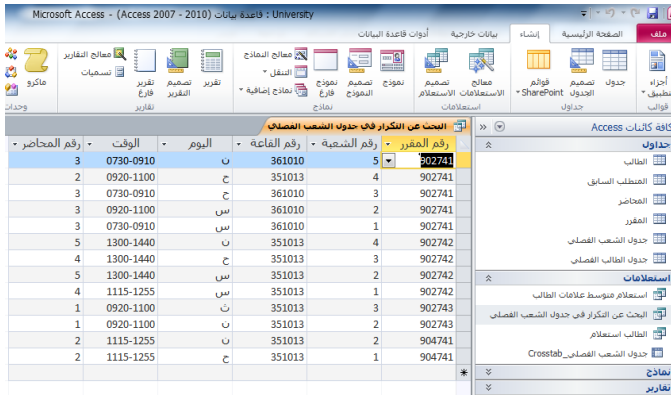 University : قاعدة بيانات (Access 2007 - 2010) - Microsoft Access
ملف الصفحة الرئيسية إنشاء بيانات خارجية أدوات قاعدة البيانات
أجزاء تطبيق جدول تصميم الجدول قوائم SharePoint معالج الاستعلامات تصميم الاستعلام نموذج تصميم النموذج نموذج فارغ معالج النماذج التنقل نماذج إضافية تقرير تصميم التقرير تقرير فارغ معالج التقارير تسميات ماكرو
قوالب جداول استعلامات نماذج تقارير وحدات
كافة كائنات Access
جداول
الطالب
المتطلب السابق
المحاضر
المقرر
جدول الشعب الفصلي
جدول الطالب الفصلي
استعلامات
استعلام متوسط علامات الطالب
البحث عن التكرار في جدول الشعب الفصلي
الطالب استعلام
جدول الشعب الفصلي_Crosstab
نماذج
تقارير
البحث عن التكرار في جدول الشعب الفصلي
رقم المقرر رقم الشعبة رقم القاعة اليوم الوقت رقم المحاضر
902741 5 361010 ن 0730-0910 3
902741 4 351013 ح 0920-1100 2
902741 3 361010 ح 0730-0910 3
902741 2 361010 س 0920-1100 3
902741 1 361010 س 0730-0910 3
902742 4 351013 ن 1300-1440 5
902742 3 351013 ح 1300-1440 4
902742 2 351013 س 1300-1440 5
902742 1 351013 س 1115-1255 4
902743 3 351013 ث 0920-1100 1
902743 2 351013 ن 0920-1100 1
904741 2 351013 ن 1115-1255 2
904741 1 351013 ح 1115-1255 2